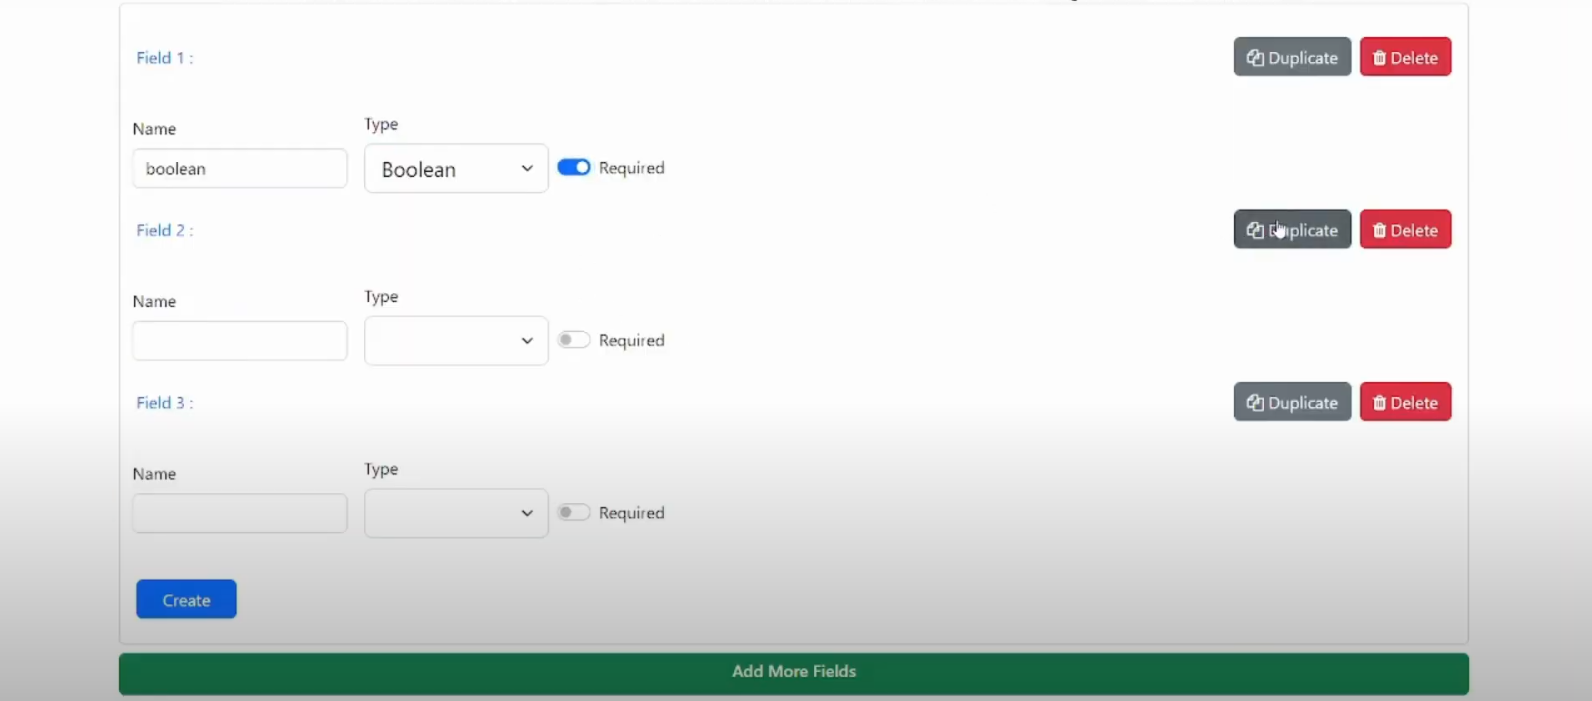 Field 1 :
Duplicate
Delete
Name
Type
boolean
Boolean
Required
Field 2 :
Duplicate
Delete
Name
Type
Required
Field 3 :
Duplicate
Delete
Name
Type
Required
Create
Add More Fields